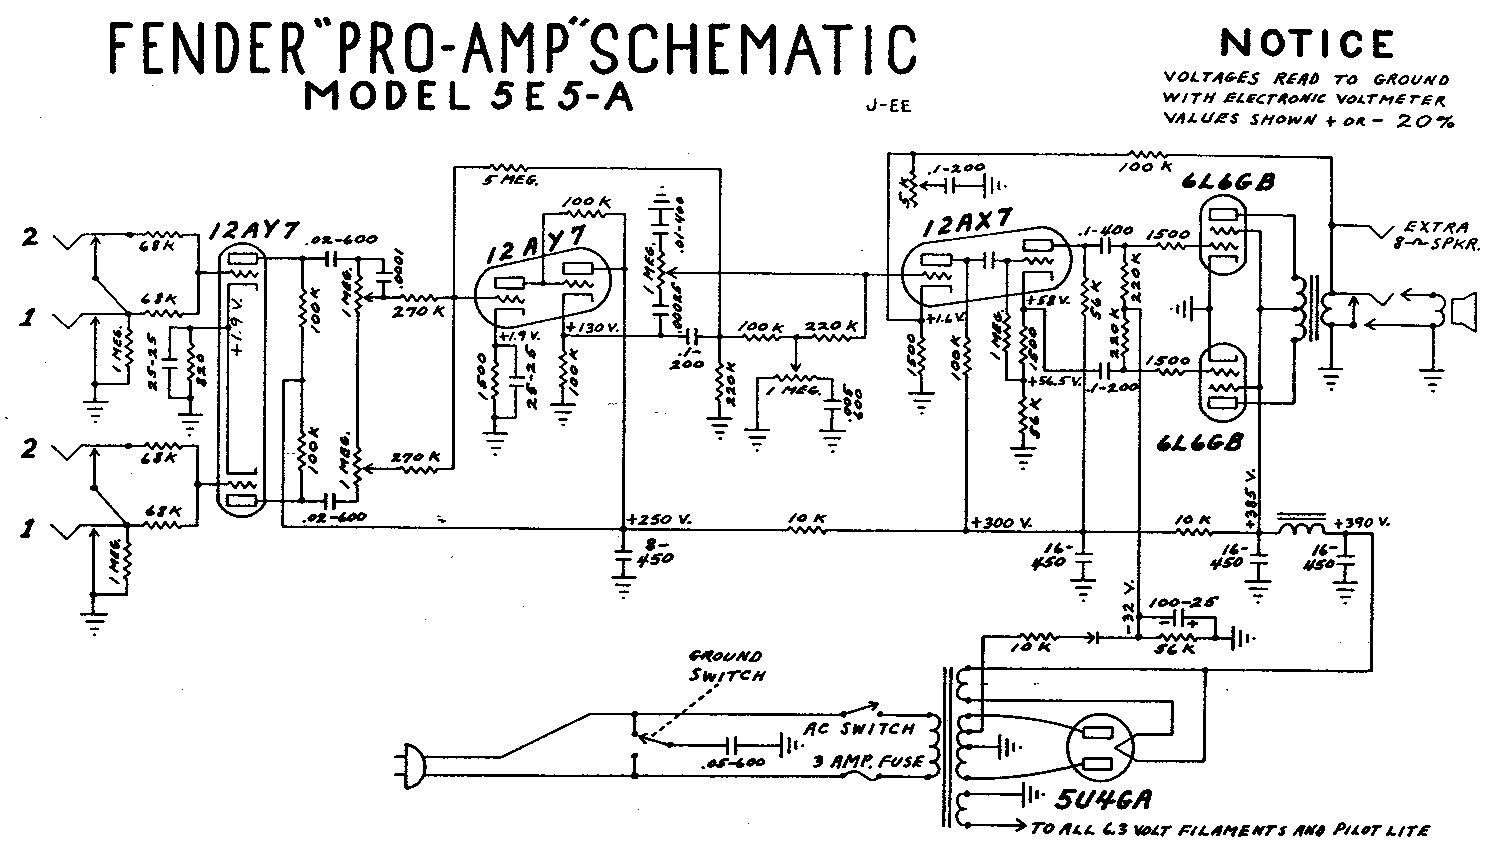 FENDER "PRO-AMP" SCHEMATIC
MODEL 5E5-A
J-EE
NOTICE
VOLTAGES READ TO GROUND
WITH ELECTRONIC VOLTMETER
VALUES SHOWN + OR - 20%
2
68K
12AY7
.02-600
1
68K
1 MEG.
25-25
820
+1.9 V.
100K
1 MEG.
.0001
270K
5 MEG.
100K
12AY7
+1.9V.
1500
25-25
+130V.
100K
.01-400
1 MEG.
.00025
.1-
200
100K
220K
220K
1 MEG.
.005
600
5K
.1-200
12AX7
+1.6V.
1500
100K
1 MEG.
+58V.
1500
+56.5V.
56K
56K
.1-400
1500
220K
220K
.1-200
1500
100K
6L6GB
6L6GB
EXTRA
8-Ω SPKR.
2
68K
1
68K
1 MEG.
100K
1 MEG.
270K
.02-600
+250 V.
8-
450
10K
+300 V.
16-
450
10K
+385V.
16-
450
+390V.
16-
450
-32 V.
100-25
- +
10K
56K
GROUND
SWITCH
AC SWITCH
.05-600
3 AMP. FUSE
5U4GA
TO ALL 6.3 VOLT FILAMENTS AND PILOT LITE